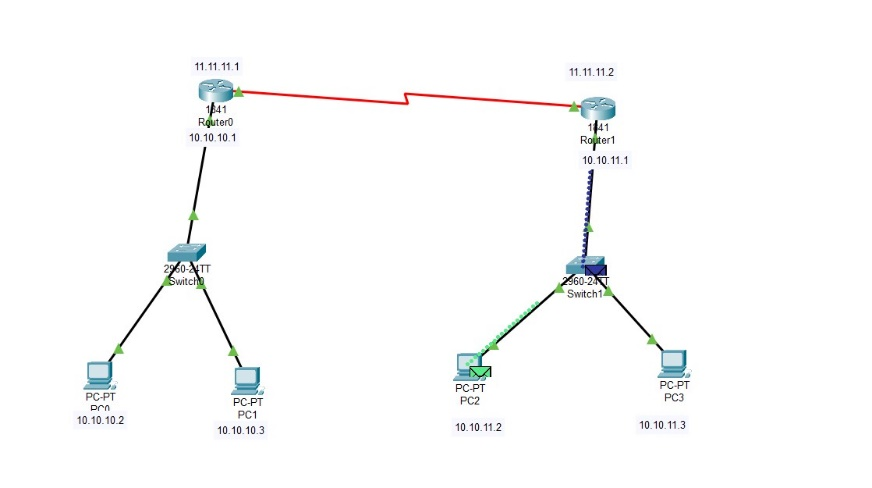 11.11.11.1
11.11.11.2
1841
Router0
10.10.10.1
1841
Router1
10.10.11.1
2960-24TT
Switch0
2960-24TT
Switch1
PC-PT
PC0
10.10.10.2
PC-PT
PC1
10.10.10.3
PC-PT
PC2
10.10.11.2
PC-PT
PC3
10.10.11.3